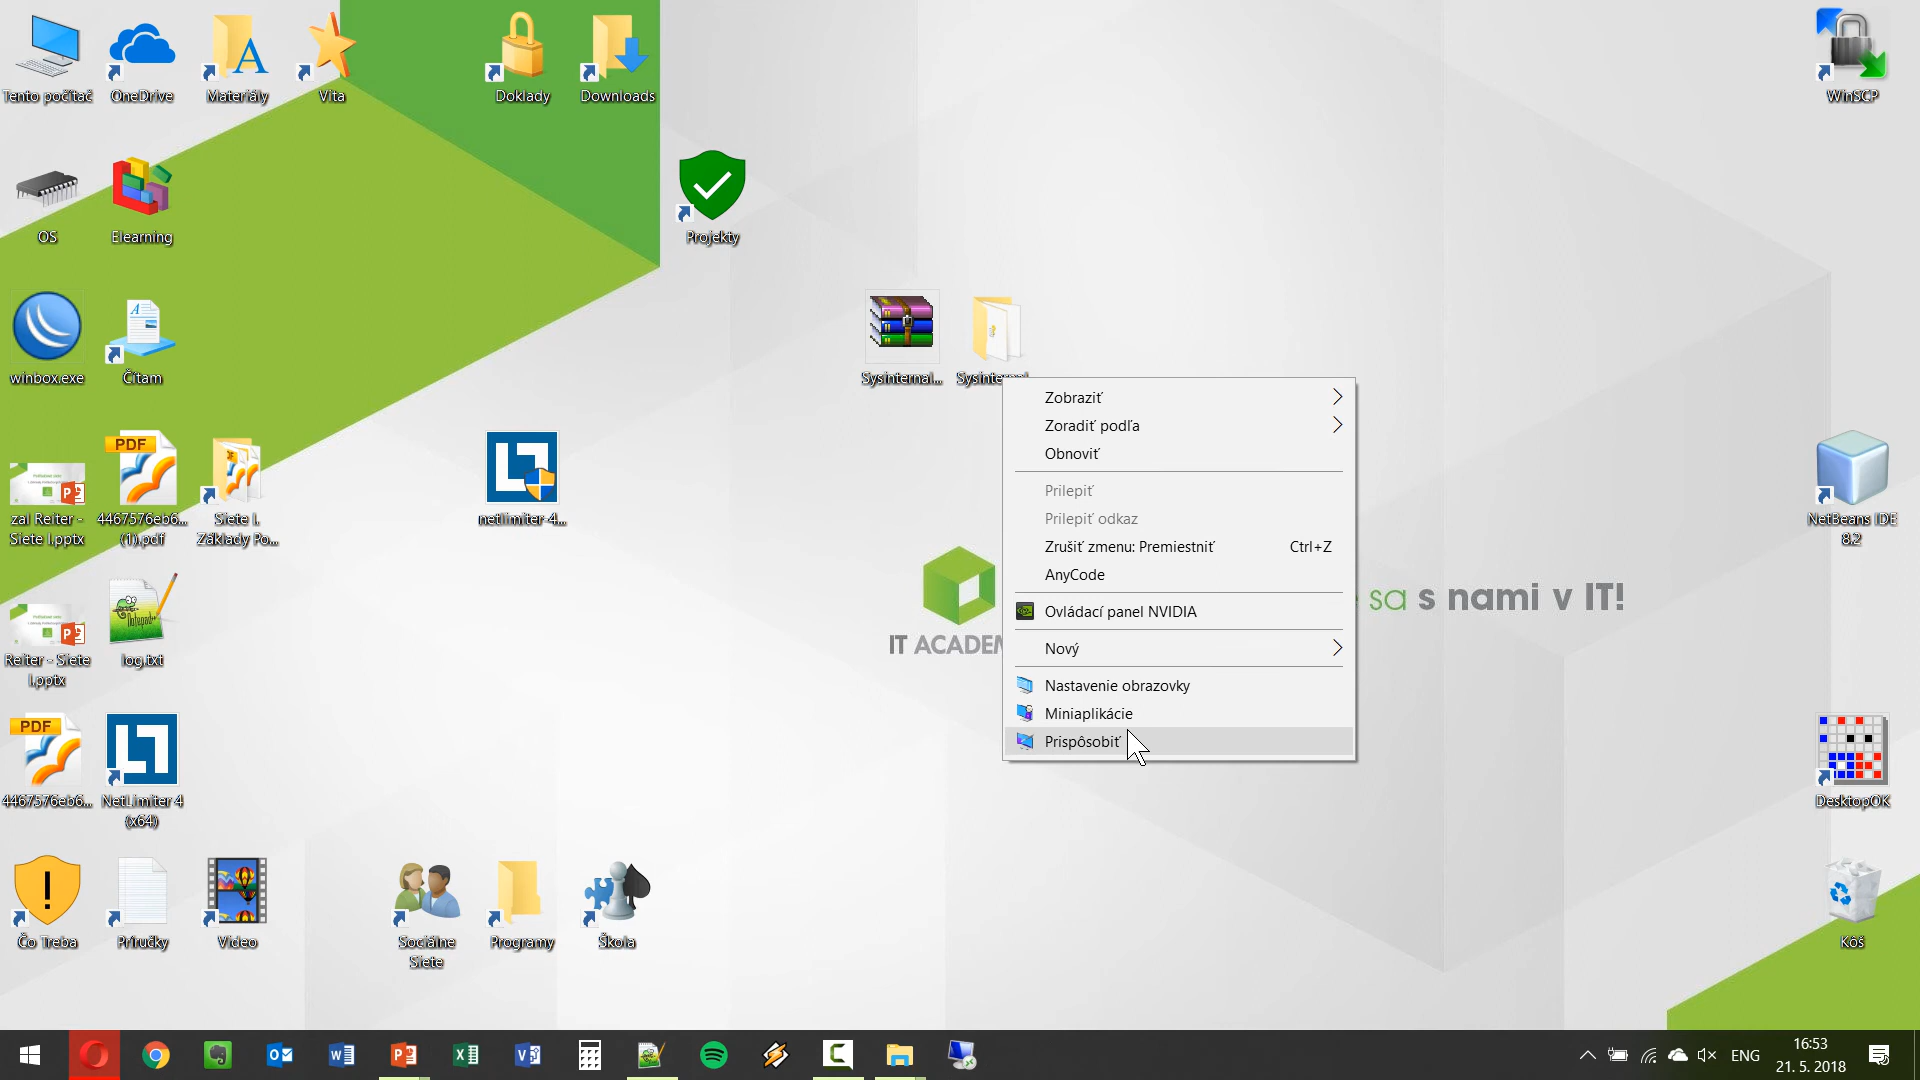 Tento počítač
OneDrive
Materiály
Vita
Doklady
Downloads
WinSCP
OS
Elearning
Projekty
winbox.exe
Čítam
Sysinternal...
zal Reiter -
Siete I.pptx
PDF
4467576eb6...
(1).pdf
Siete I.
Základy Po...
netlimiter-4...
NetBeans IDE
8.2
Reiter - Siete
I.pptx
log.txt
PDF
4467576eb6...
NetLimiter 4
(x64)
DesktopOK
Čo Treba
Príručky
Video
Sociálne
Siete
Programy
Škola
Kôš
IT ACADEM
sa s nami v IT!
Zobraziť
Zoradiť podľa
Obnoviť
Prilepiť
Prilepiť odkaz
Zrušiť zmenu: Premiestniť Ctrl+Z
AnyCode
Ovládací panel NVIDIA
Nový
Nastavenie obrazovky
Miniaplikácie
Prispôsobiť
ENG
16:53
21. 5. 2018